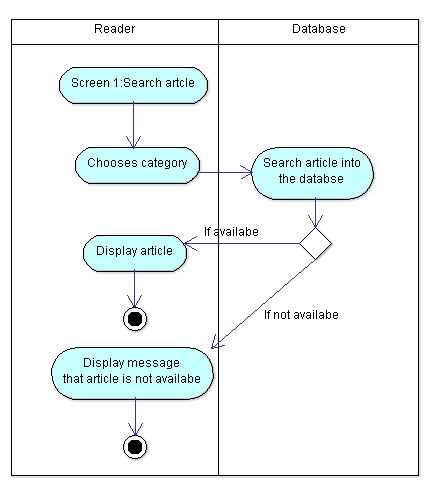 Reader
Database
Screen 1:Search artcle
Chooses category
Search article into
the databse
If availabe
Display article
If not availabe
Display message
that article is not availabe